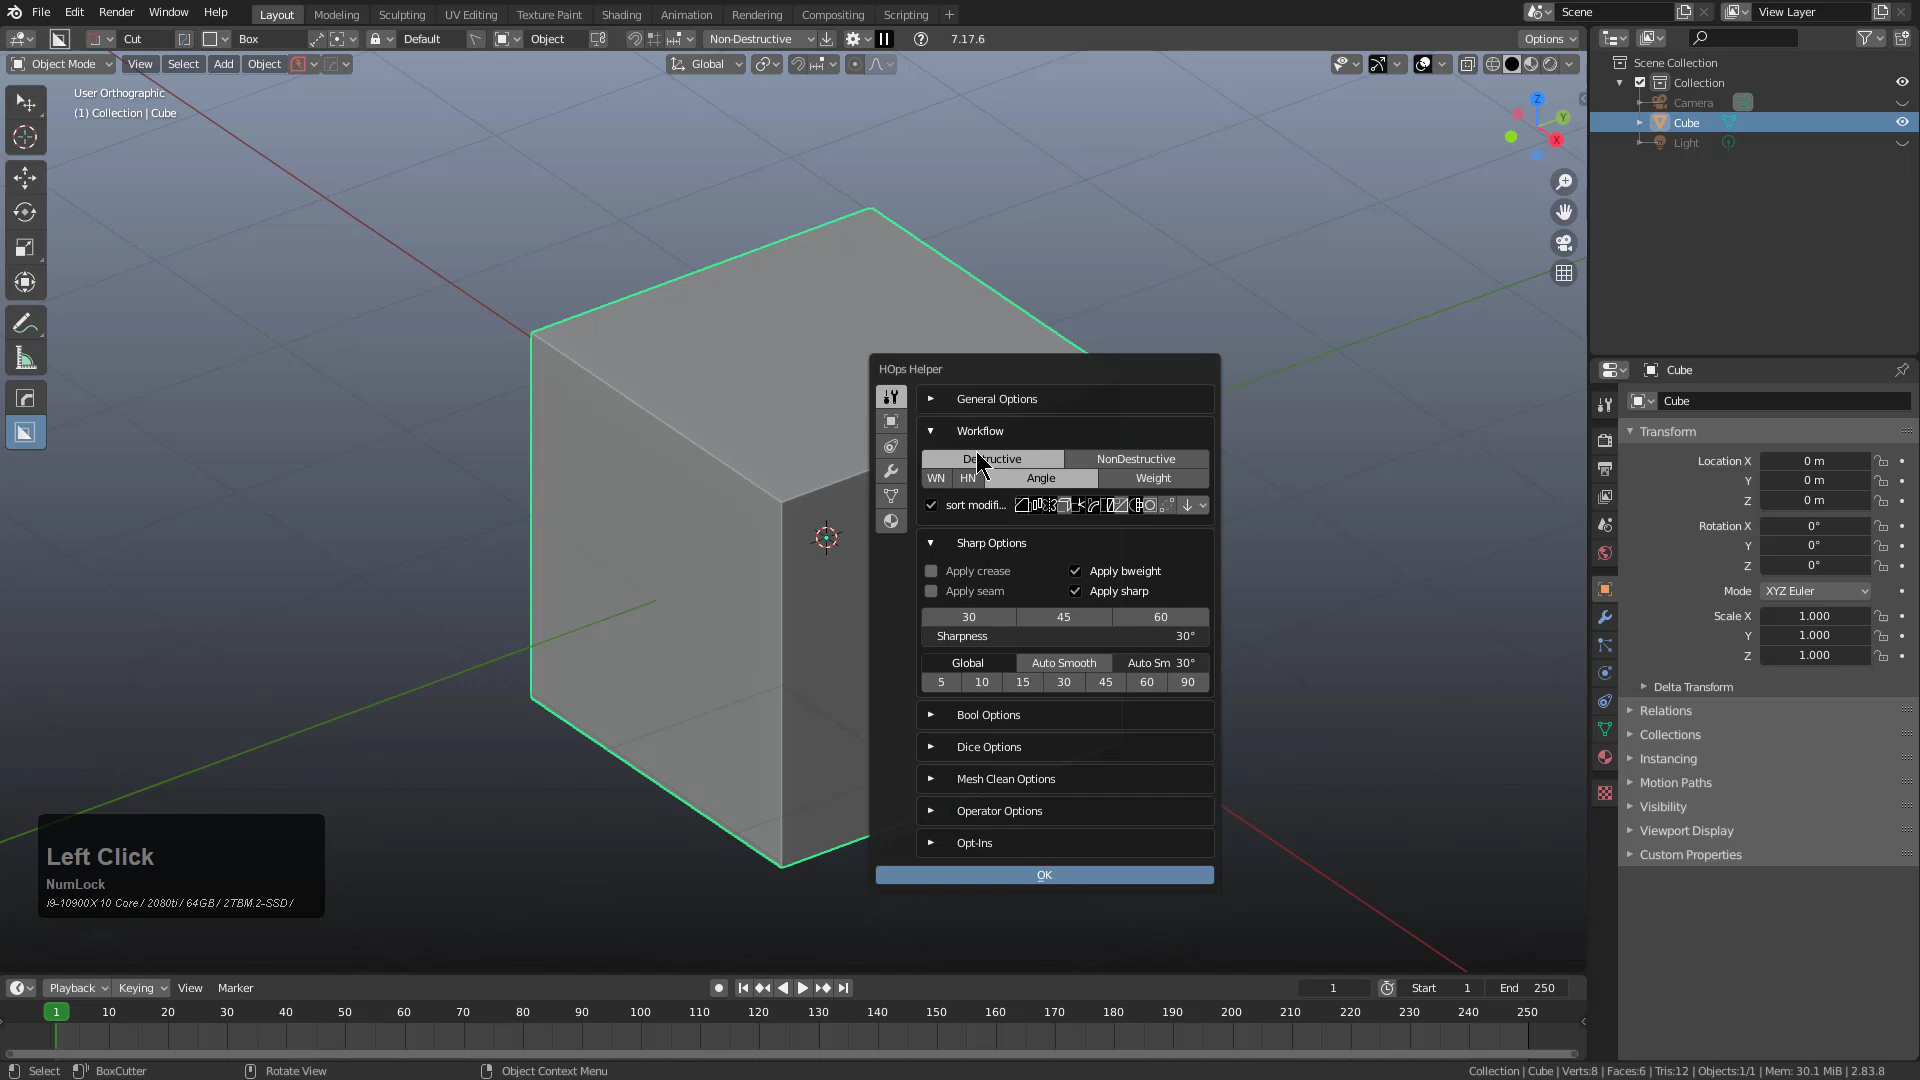 File Edit Render Window Help Layout Modeling Sculpting UV Editing Texture Paint Shading Animation Rendering Compositing Scripting + Scene View Layer
Cut Box Default Object Non-Destructive 7.17.6 Options
Object Mode View Select Add Object Global
User Orthographic
(1) Collection | Cube
Z
Y
X
Scene Collection
Collection
Camera
Cube
Light
HOps Helper
General Options
Workflow
Destructive NonDestructive
WN HN Angle Weight
sort modifi...
Sharp Options
Apply crease Apply bweight
Apply seam Apply sharp
30 45 60
Sharpness 30°
Global Auto Smooth Auto Sm 30°
5 10 15 30 45 60 90
Bool Options
Dice Options
Mesh Clean Options
Operator Options
Opt-Ins
OK
Cube
Cube
Transform
Location X 0 m
Y 0 m
Z 0 m
Rotation X 0°
Y 0°
Z 0°
Mode XYZ Euler
Scale X 1.000
Y 1.000
Z 1.000
Delta Transform
Relations
Collections
Instancing
Motion Paths
Visibility
Viewport Display
Custom Properties
Left Click
NumLock
i9-10900X 10 Core / 2080ti / 64GB / 2TBM.2-SSD /
Playback Keying View Marker 1 Start 1 End 250
1 10 20 30 40 50 60 70 80 90 100 110 120 130 140 150 160 170 180 190 200 210 220 230 240 250
Select BoxCutter Rotate View Object Context Menu Collection | Cube | Verts:8 | Faces:6 | Tris:12 | Objects:1/1 | Mem: 30.1 MiB | 2.83.8